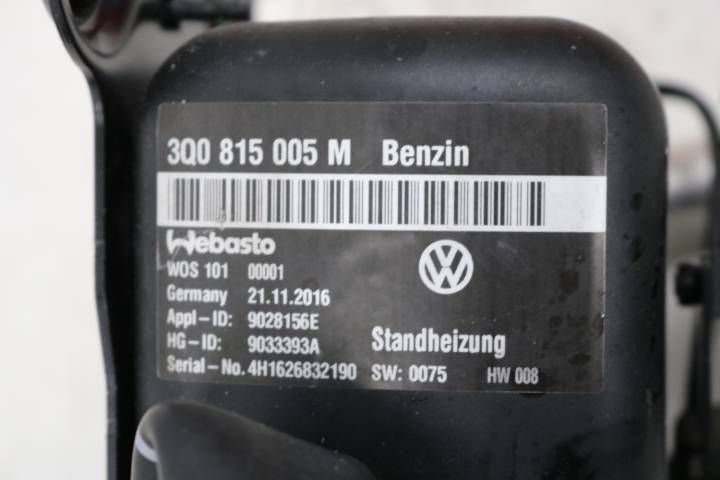 3Q0 815 005 M Benzin
Webasto
WOS 101 00001
Germany 21.11.2016
Appl-ID: 9028156E
HG-ID: 9033393A
Standheizung
Serial-No. 4H1626832190 SW: 0075 HW 008